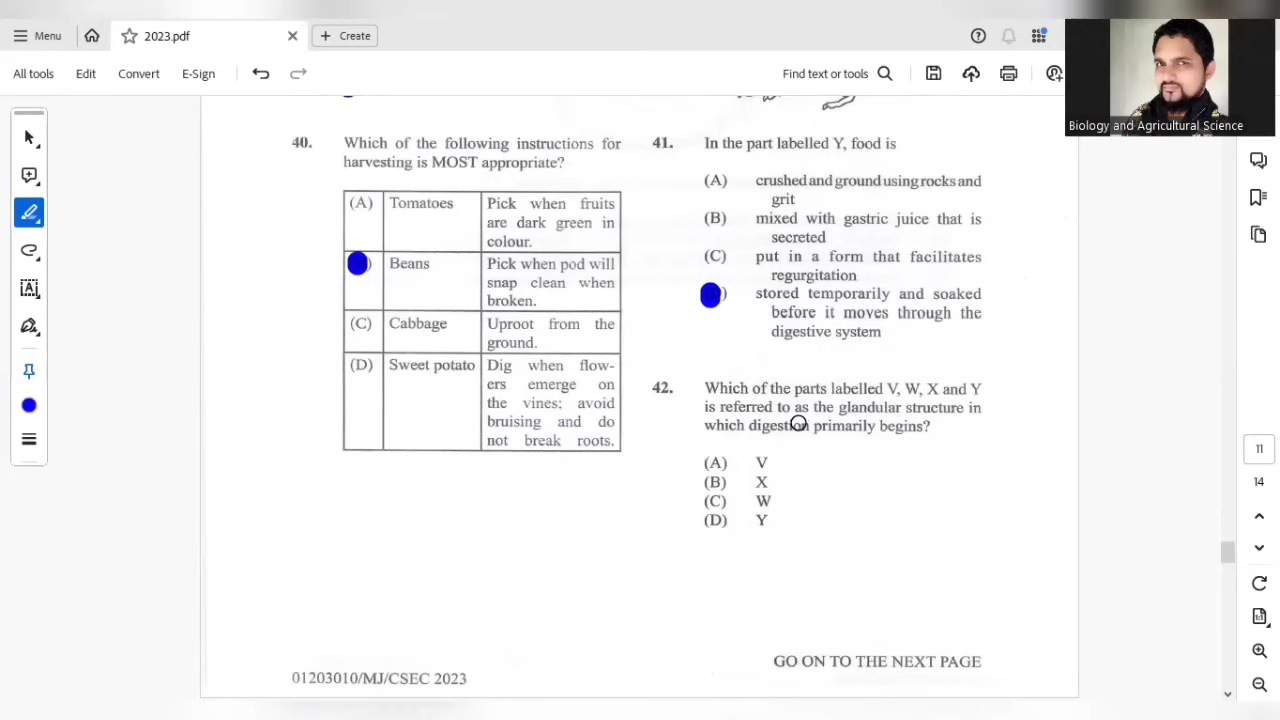 Menu
2023.pdf
Create
All tools
Edit
Convert
E-Sign
Find text or tools
Biology and Agricultural Science
40. Which of the following instructions for
harvesting is MOST appropriate?
(A) Tomatoes Pick when fruits
are dark green in
colour.
) Beans Pick when pod will
snap clean when
broken.
(C) Cabbage Uproot from the
ground.
(D) Sweet potato Dig when flow-
ers emerge on
the vines; avoid
bruising and do
not break roots.
41. In the part labelled Y, food is
(A) crushed and ground using rocks and
grit
(B) mixed with gastric juice that is
secreted
(C) put in a form that facilitates
regurgitation
) stored temporarily and soaked
before it moves through the
digestive system
42. Which of the parts labelled V, W, X and Y
is referred to as the glandular structure in
which digestion primarily begins?
(A) V
(B) X
(C) W
(D) Y
01203010/MJ/CSEC 2023
GO ON TO THE NEXT PAGE
11
14